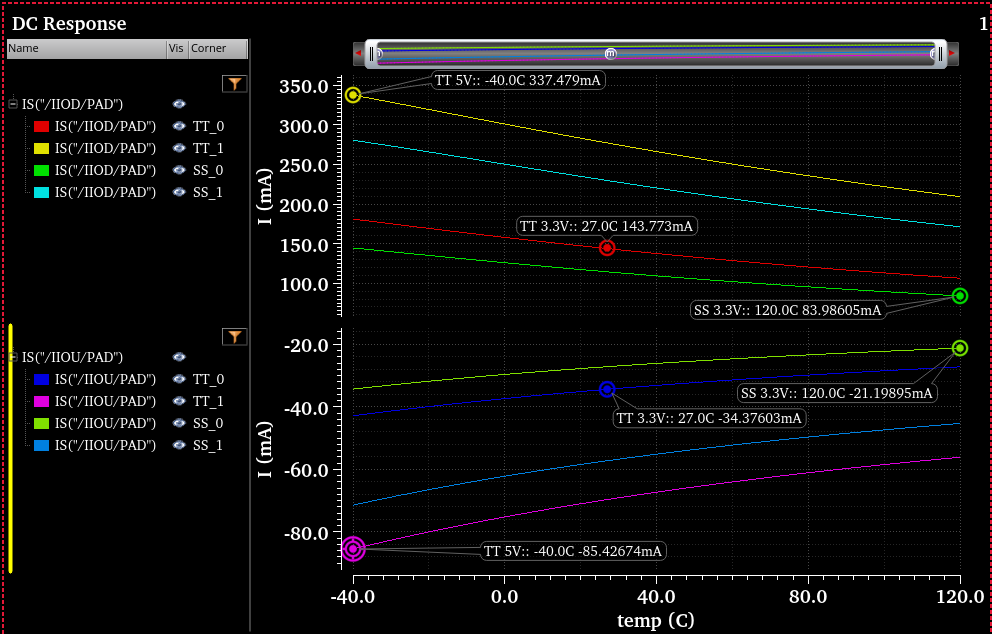 DC Response
1
Name Vis Corner
IS("/IIOD/PAD")
IS("/IIOD/PAD") TT_0
IS("/IIOD/PAD") TT_1
IS("/IIOD/PAD") SS_0
IS("/IIOD/PAD") SS_1
IS("/IIOU/PAD")
IS("/IIOU/PAD") TT_0
IS("/IIOU/PAD") TT_1
IS("/IIOU/PAD") SS_0
IS("/IIOU/PAD") SS_1
I (mA)
350.0
300.0
250.0
200.0
150.0
100.0
TT 5V:: -40.0C 337.479mA
TT 3.3V:: 27.0C 143.773mA
SS 3.3V:: 120.0C 83.98605mA
I (mA)
-20.0
-40.0
-60.0
-80.0
SS 3.3V:: 120.0C -21.19895mA
TT 3.3V:: 27.0C -34.37603mA
TT 5V:: -40.0C -85.42674mA
-40.0 0.0 40.0 80.0 120.0
temp (C)